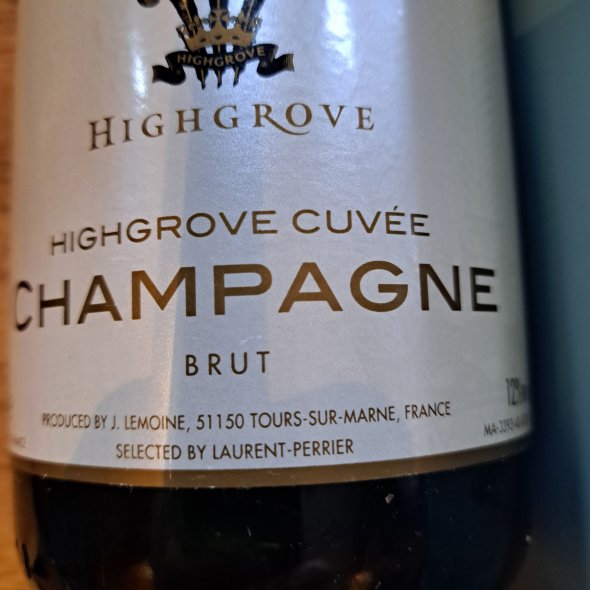 HIGHGROVE
HIGHGROVE
HIGHGROVE CUVÉE
CHAMPAGNE
BRUT
PRODUCED BY J. LEMOINE, 51150 TOURS-SUR-MARNE, FRANCE
SELECTED BY LAURENT-PERRIER